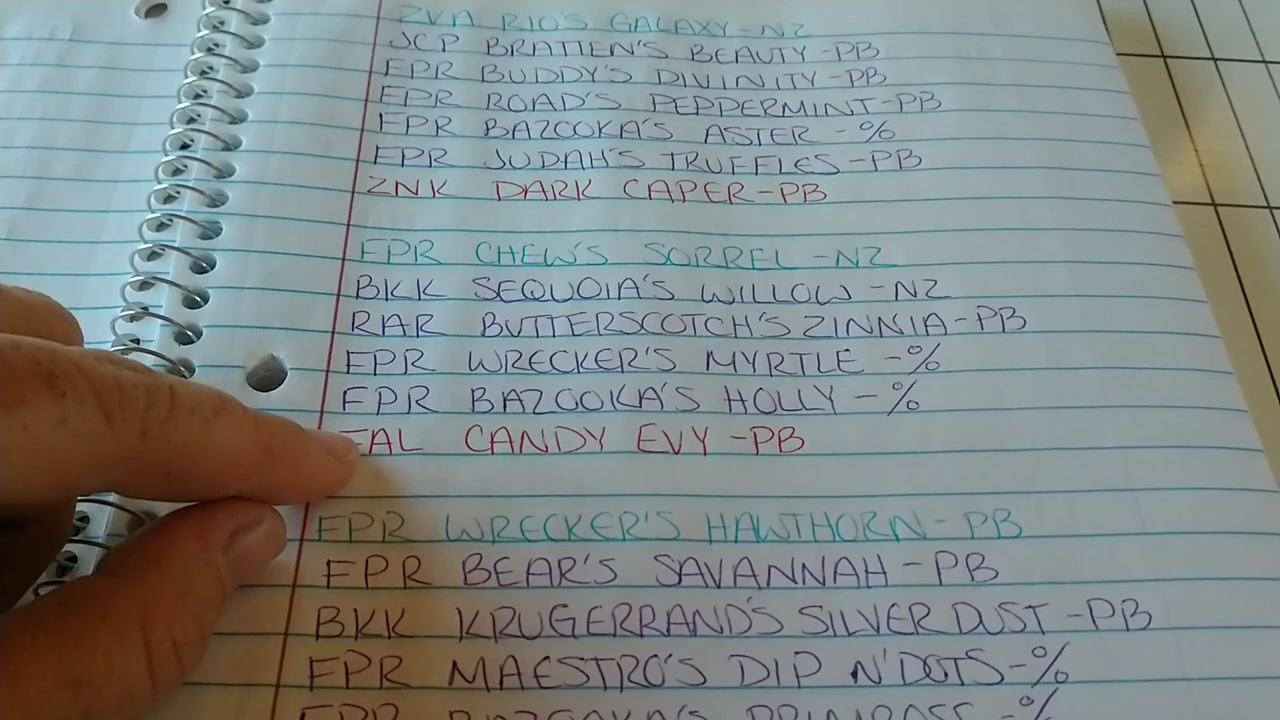 ZVA RIO'S GALAXY-NZ
JCP BRATTEN'S BEAUTY-PB
FPR BUDDY'S DIVINITY-PB
FPR ROAD'S PEPPERMINT-PB
FPR BAZOOKA'S ASTER -%
FPR JUDAH'S TRUFFLES-PB
ZNK DARK CAPER-PB
FPR CHEW'S SORREL-NZ
BKK SEQUOIA'S WILLOW-NZ
RAR BUTTERSCOTCH'S ZINNIA-PB
FPR WRECKER'S MYRTLE -%
FPR BAZOOKA'S HOLLY -%
CANDY EVY -PB
FPR WRECKER'S HAWTHORN-PB
FPR BEAR'S SAVANNAH-PB
BKK KRUGERRAND'S SILVER DUST -PB
FPR MAESTRO'S DIP N'DOTS-%
FPR BAZOOKA'S PRIMROSE -%